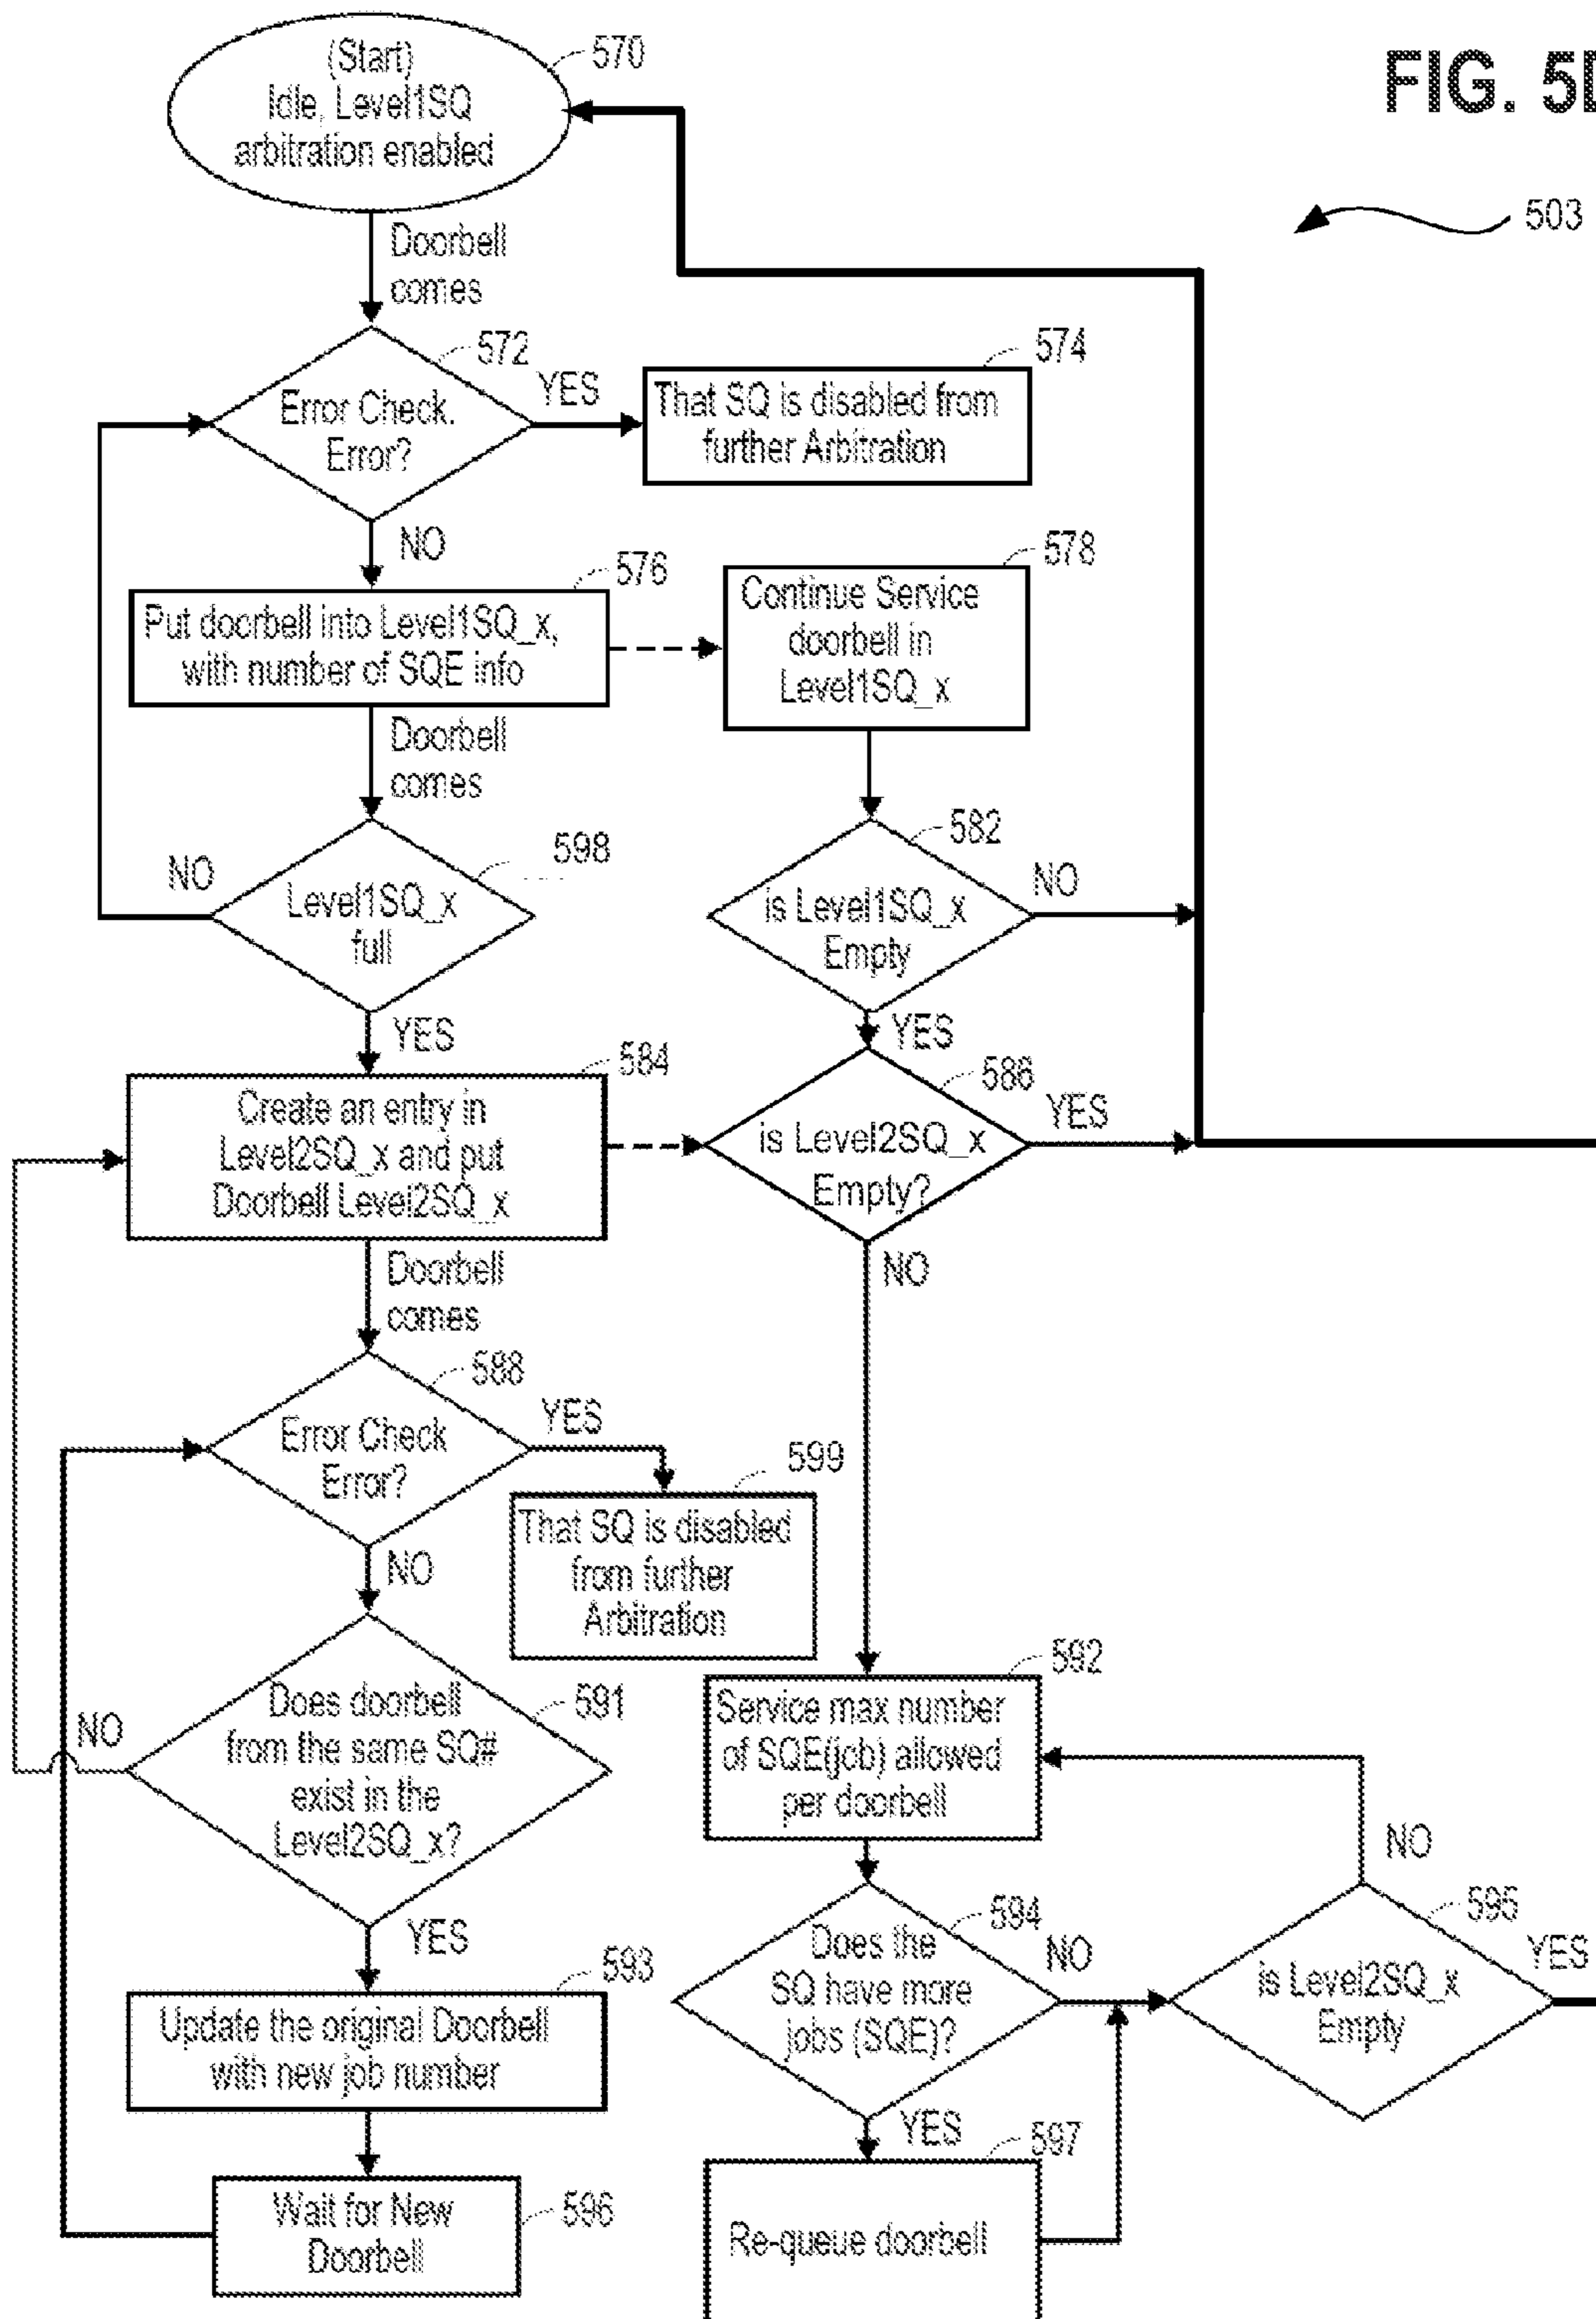 FIG. 5D
503
(Start)
Idle, Level1SQ
arbitration enabled
570
Doorbell
comes
572
Error Check.
Error?
YES
574
That SQ is disabled from
further Arbitration
NO
576
Put doorbell into Level1SQ_x,
with number of SQE info
578
Continue Service
doorbell in
Level1SQ_x
Doorbell
comes
598
NO
Level1SQ_x
full
582
NO
is Level1SQ_x
Empty
YES
YES
584
Create an entry in
Level2SQ_x and put
Doorbell Level2SQ_x
586
YES
is Level2SQ_x
Empty?
NO
Doorbell
comes
588
Error Check
Error?
YES
599
That SQ is disabled
from further
Arbitration
NO
591
NO
Does doorbell
from the same SQ#
exist in the
Level2SQ_x?
592
Service max number
of SQE(job) allowed
per doorbell
NO
YES
593
Update the original Doorbell
with new job number
594
Does the
SQ have more
jobs (SQE)?
NO
595
is Level2SQ_x
Empty
YES
YES
596
Wait for New
Doorbell
597
Re-queue doorbell